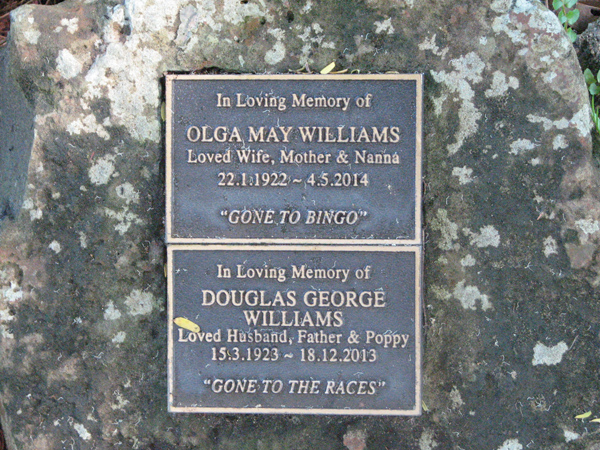 In Loving Memory of
OLGA MAY WILLIAMS
Loved Wife, Mother & Nanna
22.1.1922 ~ 4.5.2014
"GONE TO BINGO"
In Loving Memory of
DOUGLAS GEORGE
WILLIAMS
Loved Husband, Father & Poppy
15.3.1923 ~ 18.12.2013
"GONE TO THE RACES"